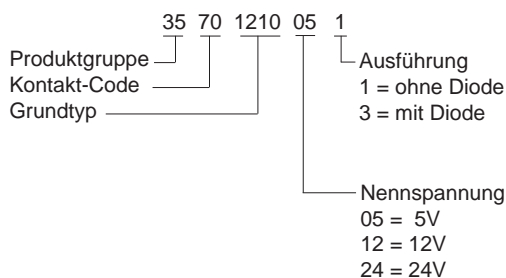 35 70 1210 05 1
Produktgruppe
Kontakt-Code
Grundtyp
Ausführung
1 = ohne Diode
3 = mit Diode
Nennspannung
05 = 5V
12 = 12V
24 = 24V